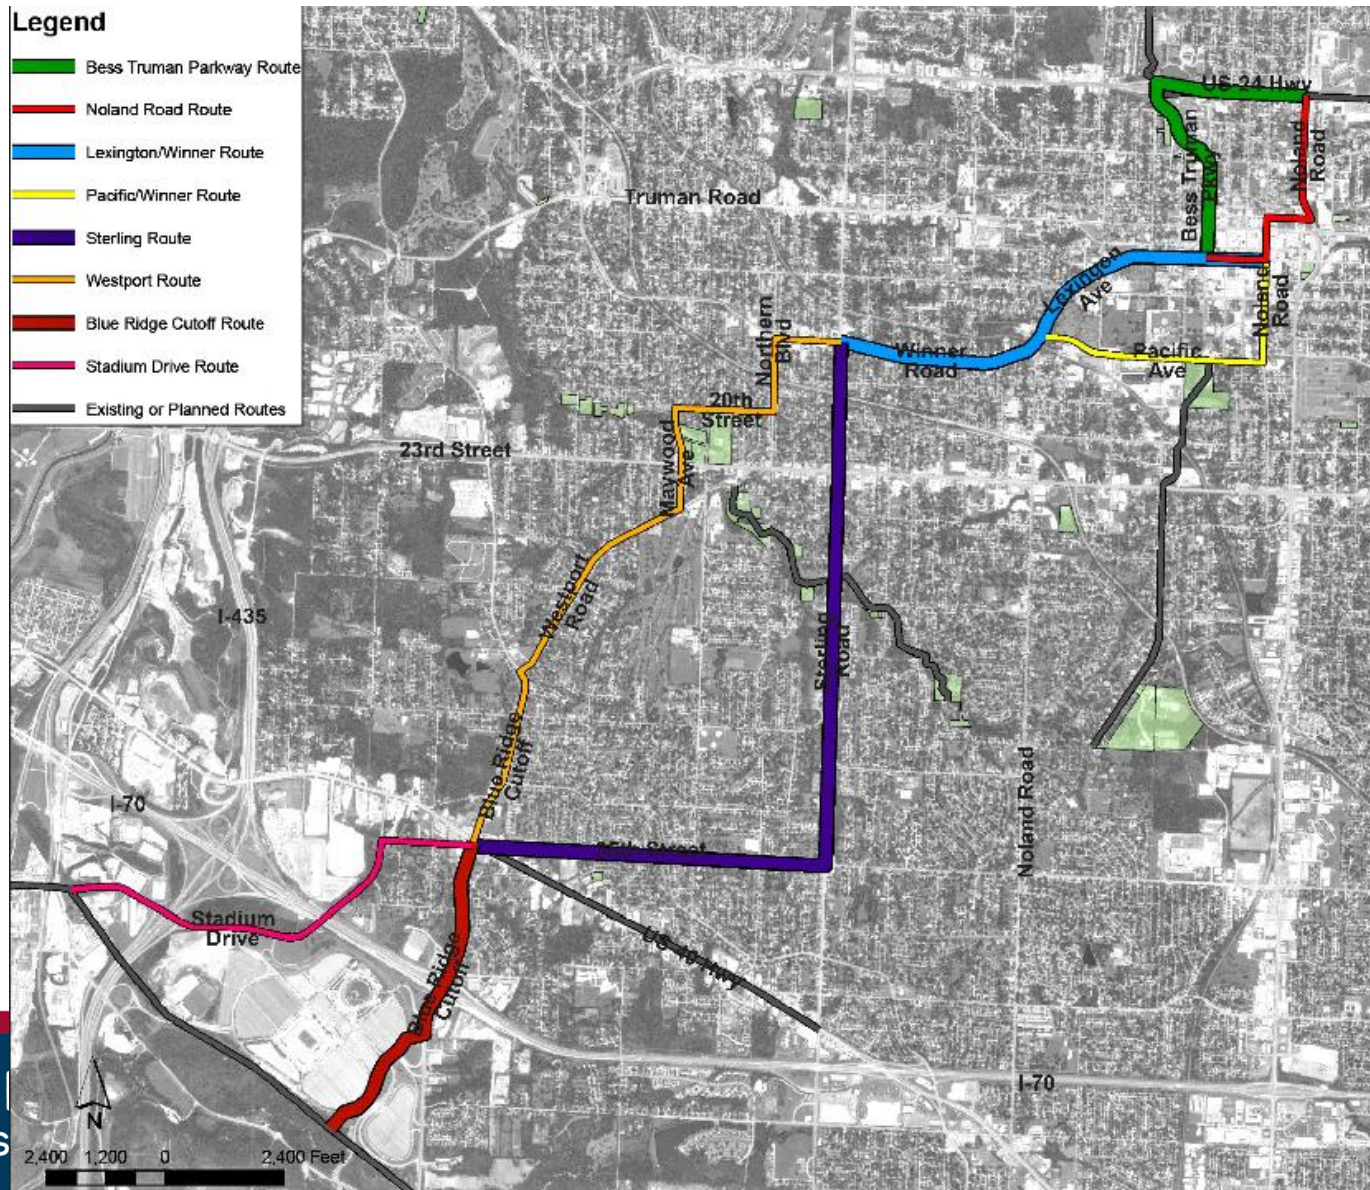 Legend
Bess Truman Parkway Route
Noland Road Route
Lexington/Winner Route
Pacific/Winner Route
Sterling Route
Westport Route
Blue Ridge Cutoff Route
Stadium Drive Route
Existing or Planned Routes
US 24 Hwy
Bess Truman
Pkwy
Noland
Road
Truman Road
Lexington
Ave
Noland
Road
Northern
Blvd
Winner
Road
Pacific
Ave
20th
Street
23rd Street
Maywood
Ave
Westport
Road
I-435
Sterling
Road
Blue Ridge
Cutoff
I-70
Noland Road
35th Street
Stadium
Drive
US 40 Hwy
Blue Ridge
Cutoff
I-70
N
2,400 1,200 0 2,400 Feet
s